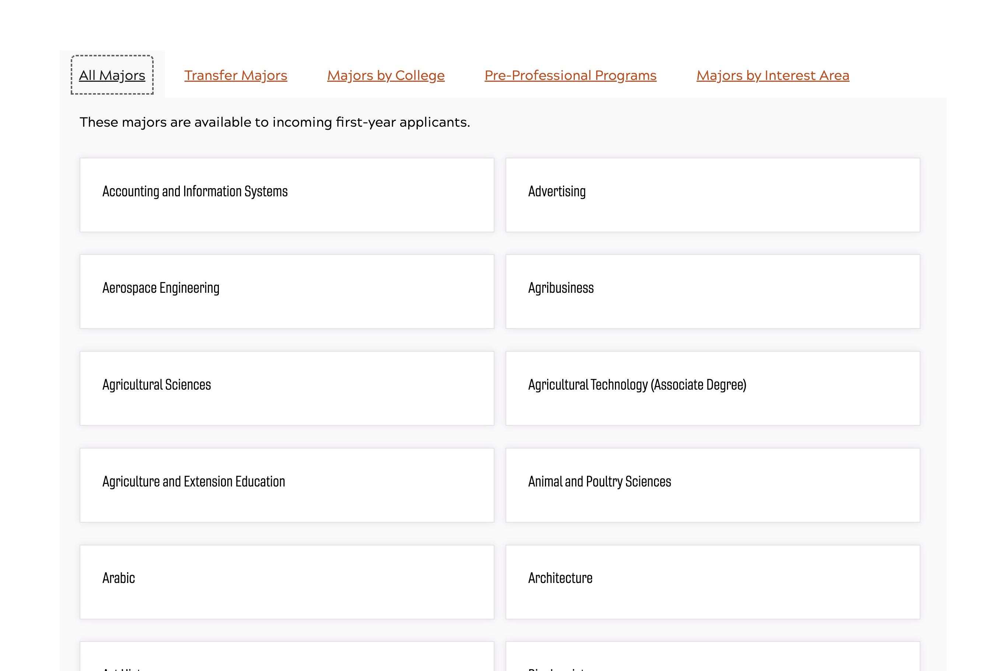 All Majors
Transfer Majors
Majors by College
Pre-Professional Programs
Majors by Interest Area
These majors are available to incoming first-year applicants.
Accounting and Information Systems
Advertising
Aerospace Engineering
Agribusiness
Agricultural Sciences
Agricultural Technology (Associate Degree)
Agriculture and Extension Education
Animal and Poultry Sciences
Arabic
Architecture